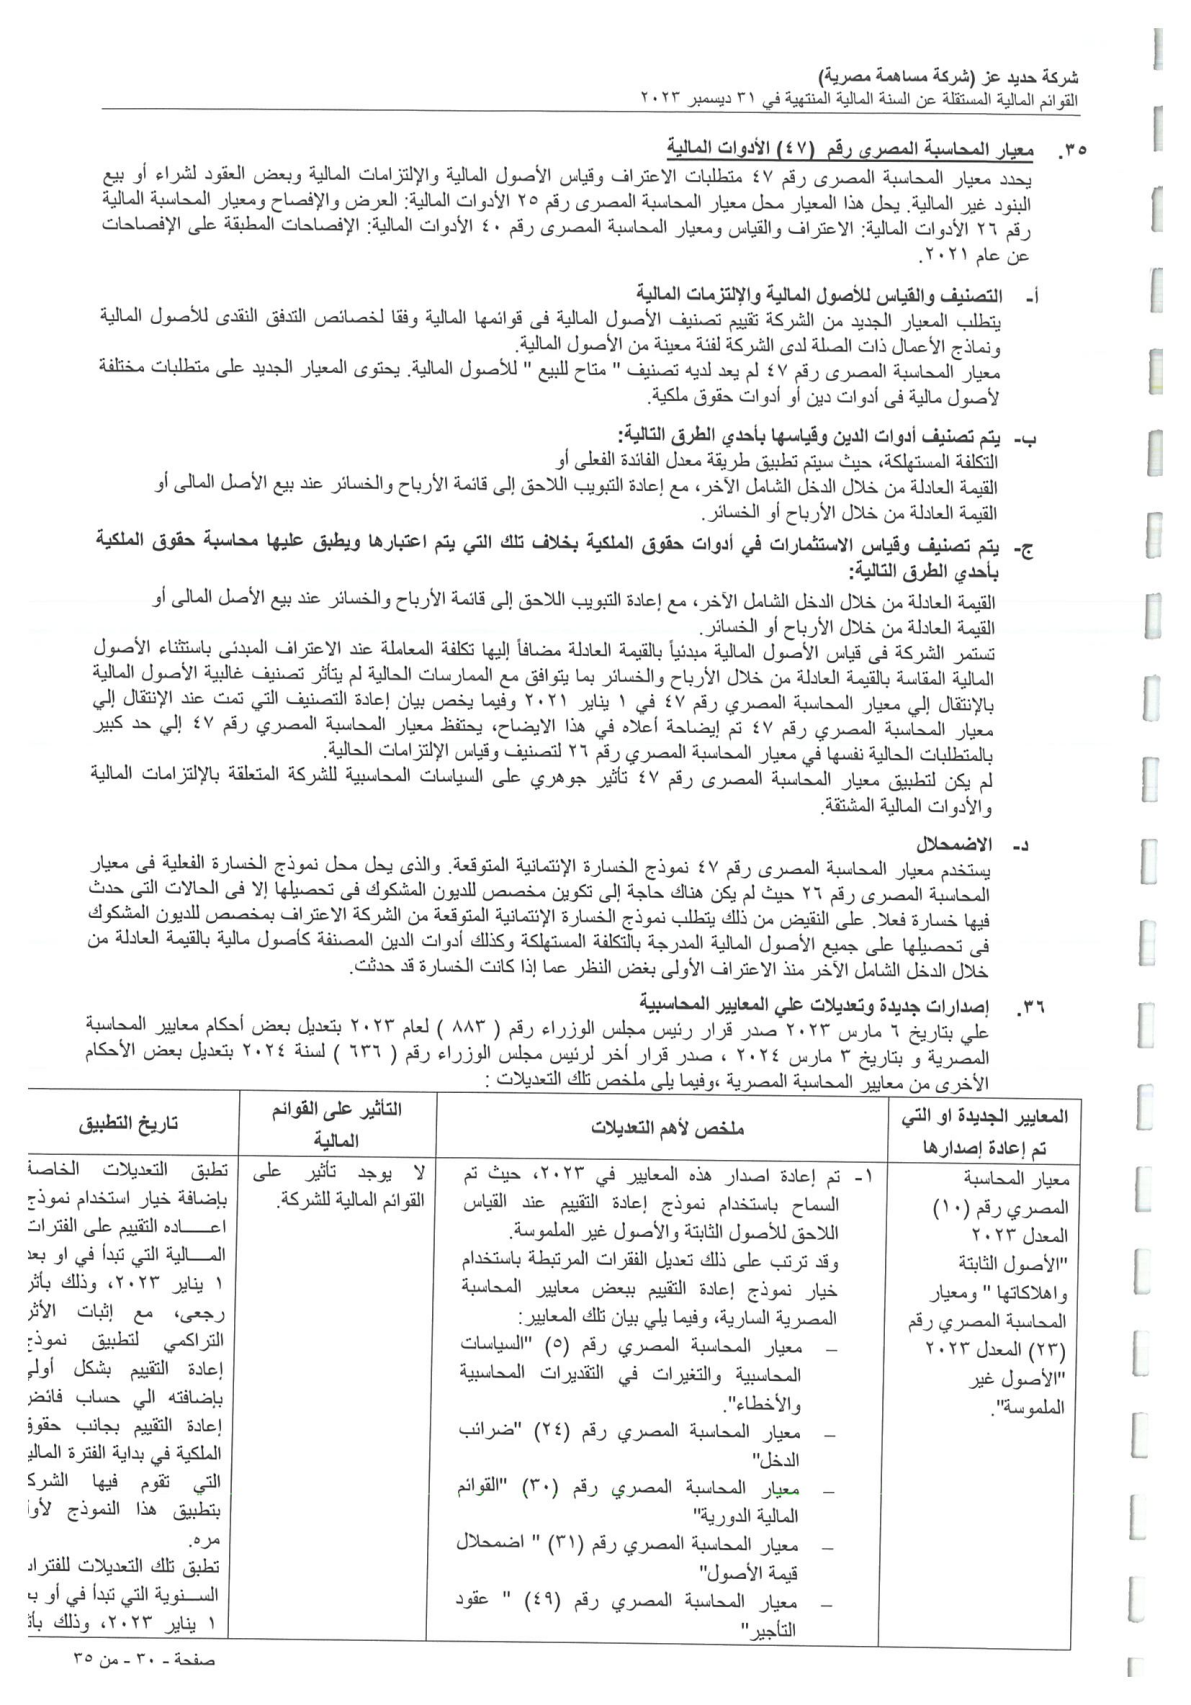 شركة حديد عز (شركة مساهمة مصرية)
القوائم المالية المستقلة عن السنة المالية المنتهية في ٣١ ديسمبر ٢٠٢٣
٣٥. معيار المحاسبة المصرى رقم (٤٧) الأدوات المالية
يحدد معيار المحاسبة المصرى رقم ٤٧ متطلبات الاعتراف وقياس الأصول المالية والإلتزامات المالية وبعض العقود لشراء أو بيع
البنود غير المالية. يحل هذا المعيار محل معيار المحاسبة المصرى رقم ٢٥ الأدوات المالية: العرض والإفصاح ومعيار المحاسبة المالية
رقم ٢٦ الأدوات المالية: الاعتراف والقياس ومعيار المحاسبة المصرى رقم ٤٠ الأدوات المالية: الإفصاحات المطبقة على الإفصاحات
عن عام ٢٠٢١.
أ- التصنيف والقياس للأصول المالية والإلتزمات المالية
يتطلب المعيار الجديد من الشركة تقييم تصنيف الأصول المالية فى قوائمها المالية وفقا لخصائص التدفق النقدى للأصول المالية
ونماذج الأعمال ذات الصلة لدى الشركة لفئة معينة من الأصول المالية.
معيار المحاسبة المصرى رقم ٤٧ لم يعد لديه تصنيف " متاح للبيع " للأصول المالية. يحتوى المعيار الجديد على متطلبات مختلفة
لأصول مالية فى أدوات دين أو أدوات حقوق ملكية.
ب- يتم تصنيف أدوات الدين وقياسها بأحدي الطرق التالية:
التكلفة المستهلكة، حيث سيتم تطبيق طريقة معدل الفائدة الفعلى أو
القيمة العادلة من خلال الدخل الشامل الآخر، مع إعادة التبويب اللاحق إلى قائمة الأرباح والخسائر عند بيع الأصل المالى أو
القيمة العادلة من خلال الأرباح أو الخسائر.
ج- يتم تصنيف وقياس الاستثمارات في أدوات حقوق الملكية بخلاف تلك التي يتم اعتبارها ويطبق عليها محاسبة حقوق الملكية
بأحدي الطرق التالية:
القيمة العادلة من خلال الدخل الشامل الآخر، مع إعادة التبويب اللاحق إلى قائمة الأرباح والخسائر عند بيع الأصل المالى أو
القيمة العادلة من خلال الأرباح أو الخسائر.
تستمر الشركة فى قياس الأصول المالية مبدئياً بالقيمة العادلة مضافاً إليها تكلفة المعاملة عند الاعتراف المبدئى باستثناء الأصول
المالية المقاسة بالقيمة العادلة من خلال الأرباح والخسائر بما يتوافق مع الممارسات الحالية لم يتأثر تصنيف غالبية الأصول المالية
بالإنتقال إلي معيار المحاسبة المصري رقم ٤٧ في ١ يناير ٢٠٢١ وفيما يخص بيان إعادة التصنيف التي تمت عند الإنتقال إلي
معيار المحاسبة المصري رقم ٤٧ تم إيضاحة أعلاه في هذا الايضاح، يحتفظ معيار المحاسبة المصري رقم ٤٧ إلي حد كبير
بالمتطلبات الحالية نفسها في معيار المحاسبة المصري رقم ٢٦ لتصنيف وقياس الإلتزامات الحالية.
لم يكن لتطبيق معيار المحاسبة المصرى رقم ٤٧ تأثير جوهري على السياسات المحاسبية للشركة المتعلقة بالإلتزامات المالية
والأدوات المالية المشتقة.
د- الاضمحلال
يستخدم معيار المحاسبة المصرى رقم ٤٧ نموذج الخسارة الإئتمانية المتوقعة. والذى يحل محل نموذج الخسارة الفعلية فى معيار
المحاسبة المصرى رقم ٢٦ حيث لم يكن هناك حاجة إلى تكوين مخصص للديون المشكوك فى تحصيلها إلا فى الحالات التى حدث
فيها خسارة فعلا. على النقيض من ذلك يتطلب نموذج الخسارة الإئتمانية المتوقعة من الشركة الاعتراف بمخصص للديون المشكوك
فى تحصيلها على جميع الأصول المالية المدرجة بالتكلفة المستهلكة وكذلك أدوات الدين المصنفة كأصول مالية بالقيمة العادلة من
خلال الدخل الشامل الآخر منذ الاعتراف الأولى بغض النظر عما إذا كانت الخسارة قد حدثت.
٣٦. إصدارات جديدة وتعديلات علي المعايير المحاسبية
علي بتاريخ ٦ مارس ٢٠٢٣ صدر قرار رئيس مجلس الوزراء رقم ( ٨٨٣ ) لعام ٢٠٢٣ بتعديل بعض أحكام معايير المحاسبة
المصرية و بتاريخ ٣ مارس ٢٠٢٤ ، صدر قرار أخر لرئيس مجلس الوزراء رقم ( ٦٣٦ ) لسنة ٢٠٢٤ بتعديل بعض الأحكام
الأخرى من معايير المحاسبة المصرية ،وفيما يلى ملخص تلك التعديلات :
المعايير الجديدة او التي
تم إعادة إصدارها
ملخص لأهم التعديلات
التأثير على القوائم
المالية
تاريخ التطبيق
معيار المحاسبة
المصري رقم (١٠)
المعدل ٢٠٢٣
"الأصول الثابتة
واهلاكاتها " ومعيار
المحاسبة المصري رقم
(٢٣) المعدل ٢٠٢٣
"الأصول غير
الملموسة".
١- تم إعادة اصدار هذه المعايير في ٢٠٢٣، حيث تم
السماح باستخدام نموذج إعادة التقييم عند القياس
اللاحق للأصول الثابتة والأصول غير الملموسة.
وقد ترتب على ذلك تعديل الفقرات المرتبطة باستخدام
خيار نموذج إعادة التقييم ببعض معايير المحاسبة
المصرية السارية، وفيما يلي بيان تلك المعايير:
– معيار المحاسبة المصري رقم (٥) "السياسات
المحاسبية والتغيرات في التقديرات المحاسبية
والأخطاء".
– معيار المحاسبة المصري رقم (٢٤) "ضرائب
الدخل"
– معيار المحاسبة المصري رقم (٣٠) "القوائم
المالية الدورية"
– معيار المحاسبة المصري رقم (٣١) " اضمحلال
قيمة الأصول"
– معيار المحاسبة المصري رقم (٤٩) " عقود
التأجير"
لا يوجد تأثير على
القوائم المالية للشركة.
تطبق التعديلات الخاصة
بإضافة خيار استخدام نموذج
اعــــاده التقييم على الفترات
المـــالية التي تبدأ في او بعد
١ يناير ٢٠٢٣، وذلك بأثر
رجعى، مع إثبات الأثر
التراكمي لتطبيق نموذج
إعادة التقييم بشكل أولي
بإضافته الي حساب فائض
إعادة التقييم بجانب حقوق
الملكية في بداية الفترة المالية
التي تقوم فيها الشركة
بتطبيق هذا النموذج لأول
مره.
تطبق تلك التعديلات للفترات
السـنوية التي تبدأ في أو بعد
١ يناير ٢٠٢٣، وذلك بأثر
صفحة - ٣٠ - من ٣٥